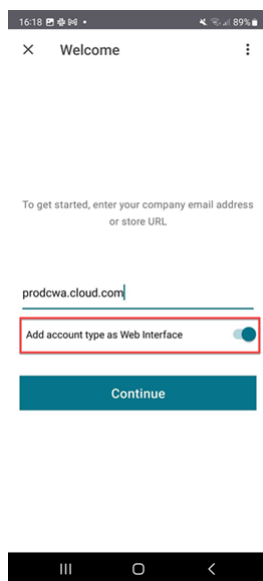 16:18 89%
Welcome
To get started, enter your company email address
or store URL
prodcwa.cloud.com
Add account type as Web Interface
Continue